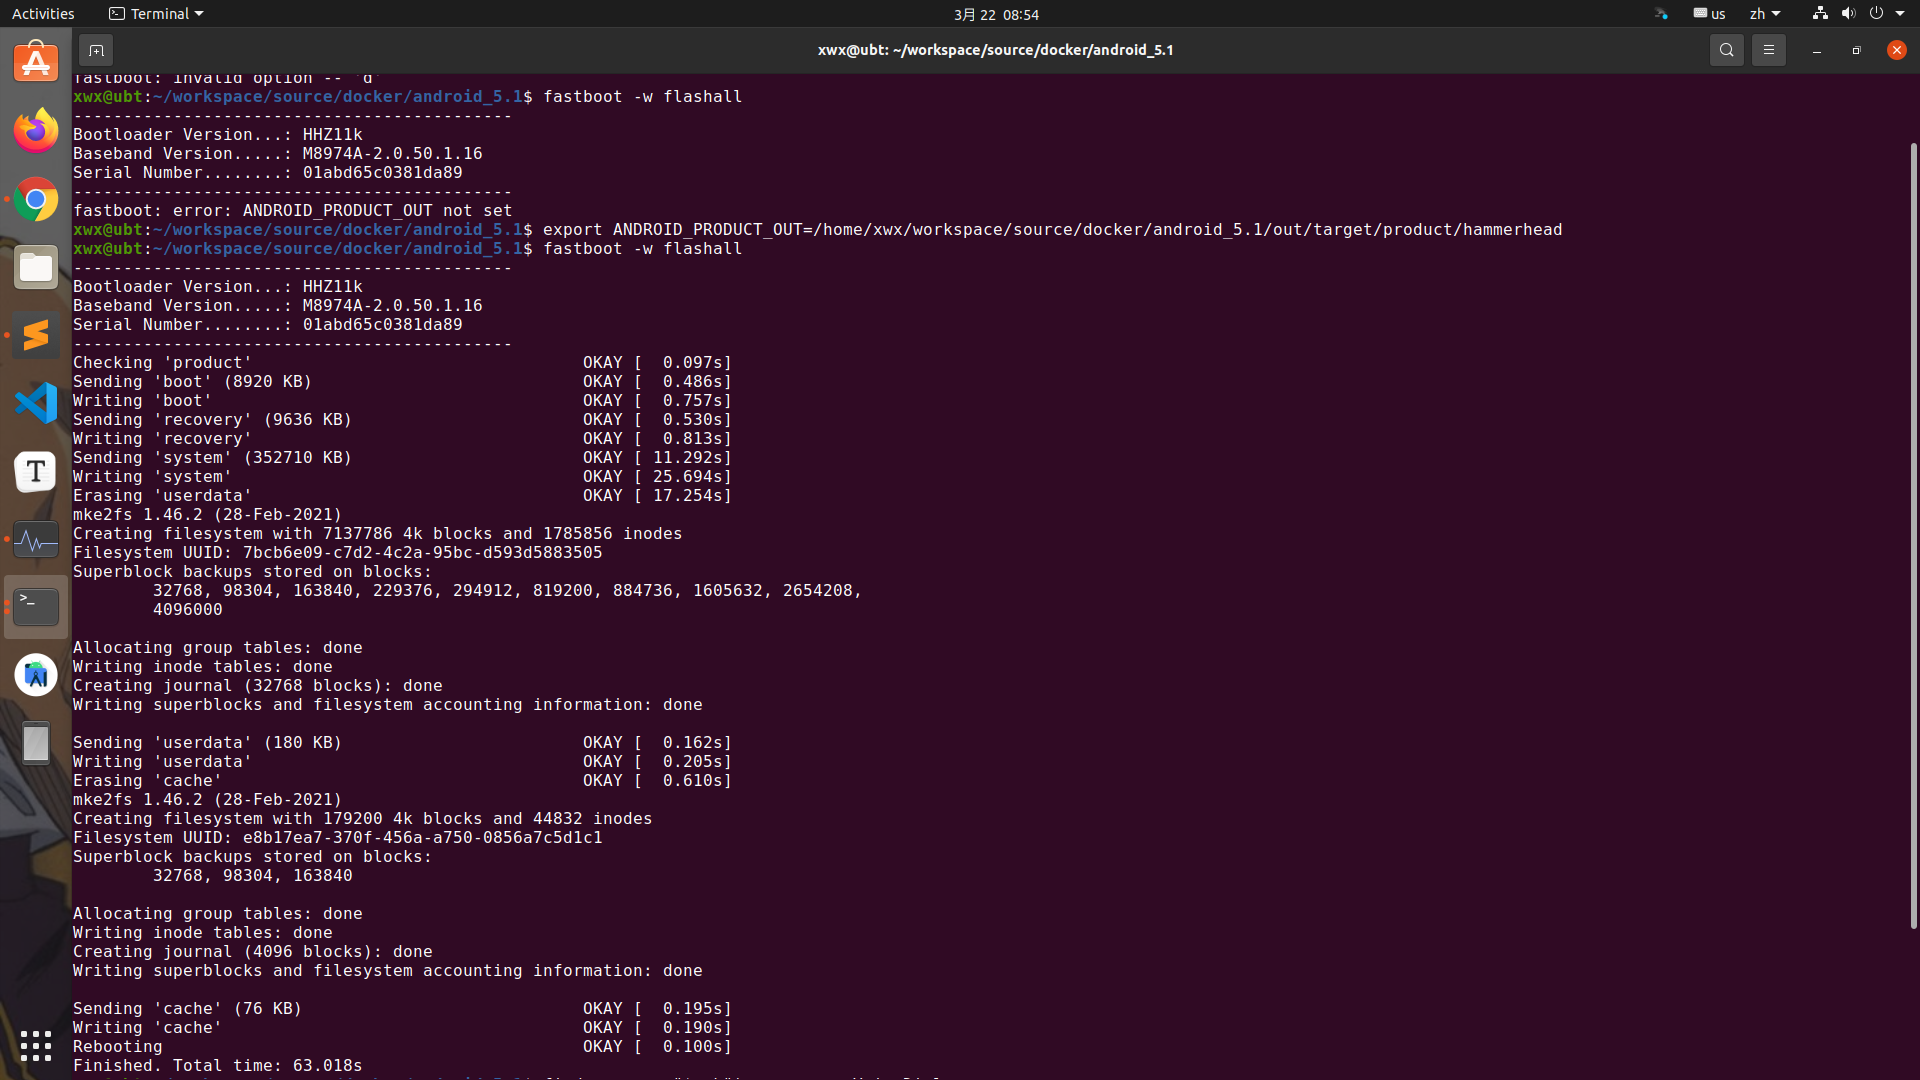 Activities
Terminal
3月 22 08:54
us
zh
xwx@ubt: ~/workspace/source/docker/android_5.1
fastboot: invalid option -- 'd'
xwx@ubt:~/workspace/source/docker/android_5.1$ fastboot -w flashall
--------------------------------------------
Bootloader Version...: HHZ11k
Baseband Version.....: M8974A-2.0.50.1.16
Serial Number........: 01abd65c0381da89
--------------------------------------------
fastboot: error: ANDROID_PRODUCT_OUT not set
xwx@ubt:~/workspace/source/docker/android_5.1$ export ANDROID_PRODUCT_OUT=/home/xwx/workspace/source/docker/android_5.1/out/target/product/hammerhead
xwx@ubt:~/workspace/source/docker/android_5.1$ fastboot -w flashall
--------------------------------------------
Bootloader Version...: HHZ11k
Baseband Version.....: M8974A-2.0.50.1.16
Serial Number........: 01abd65c0381da89
--------------------------------------------
Checking 'product' OKAY [ 0.097s]
Sending 'boot' (8920 KB) OKAY [ 0.486s]
Writing 'boot' OKAY [ 0.757s]
Sending 'recovery' (9636 KB) OKAY [ 0.530s]
Writing 'recovery' OKAY [ 0.813s]
Sending 'system' (352710 KB) OKAY [ 11.292s]
Writing 'system' OKAY [ 25.694s]
Erasing 'userdata' OKAY [ 17.254s]
mke2fs 1.46.2 (28-Feb-2021)
Creating filesystem with 7137786 4k blocks and 1785856 inodes
Filesystem UUID: 7bcb6e09-c7d2-4c2a-95bc-d593d5883505
Superblock backups stored on blocks:
32768, 98304, 163840, 229376, 294912, 819200, 884736, 1605632, 2654208,
4096000
Allocating group tables: done
Writing inode tables: done
Creating journal (32768 blocks): done
Writing superblocks and filesystem accounting information: done
Sending 'userdata' (180 KB) OKAY [ 0.162s]
Writing 'userdata' OKAY [ 0.205s]
Erasing 'cache' OKAY [ 0.610s]
mke2fs 1.46.2 (28-Feb-2021)
Creating filesystem with 179200 4k blocks and 44832 inodes
Filesystem UUID: e8b17ea7-370f-456a-a750-0856a7c5d1c1
Superblock backups stored on blocks:
32768, 98304, 163840
Allocating group tables: done
Writing inode tables: done
Creating journal (4096 blocks): done
Writing superblocks and filesystem accounting information: done
Sending 'cache' (76 KB) OKAY [ 0.195s]
Writing 'cache' OKAY [ 0.190s]
Rebooting OKAY [ 0.100s]
Finished. Total time: 63.018s